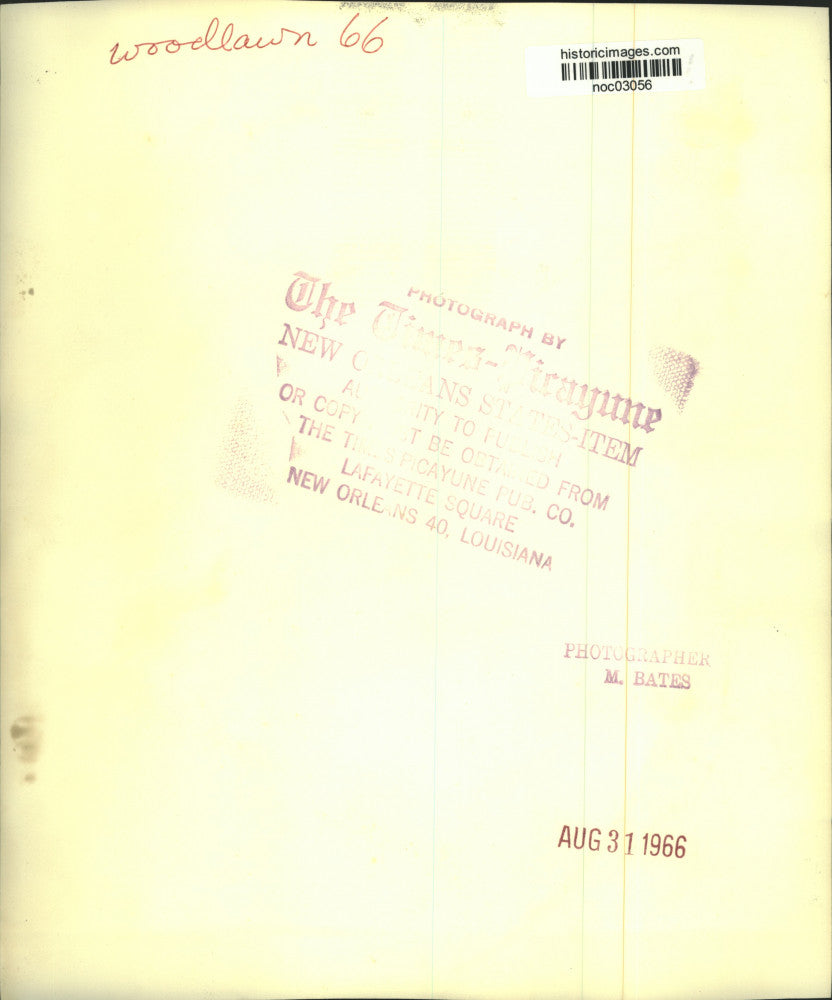 woodlawn 66
historicimages.com
noc03056
PHOTOGRAPH BY
The Times-Picayune
NEW ORLEANS STATES-ITEM
AUTHORITY TO PUBLISH
OR COPY MUST BE OBTAINED FROM
THE TIMES PICAYUNE PUB. CO.
LAFAYETTE SQUARE
NEW ORLEANS 40, LOUISIANA
PHOTOGRAPHER
M. BATES
AUG 31 1966